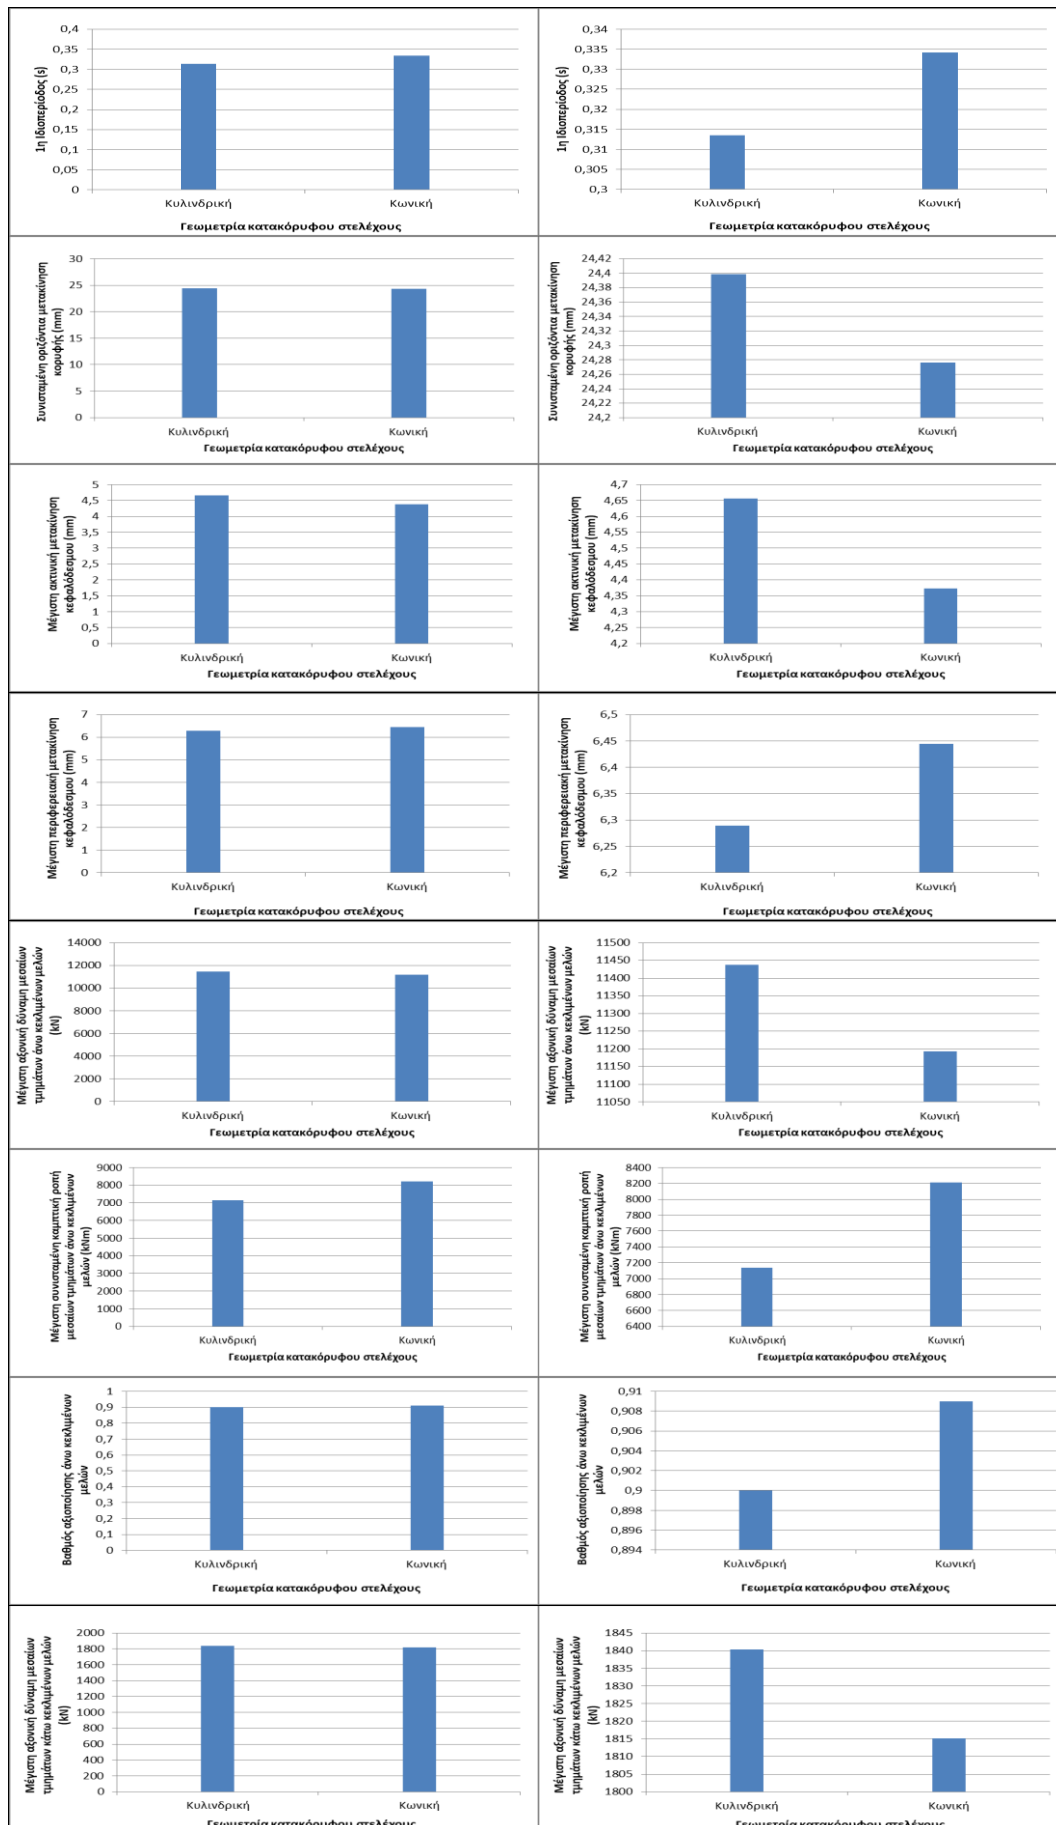 1η Ιδιοπερίοδος (s)
0,4
0,35
0,3
0,25
0,2
0,15
0,1
0,05
0
Κυλινδρική Κωνική
Γεωμετρία κατακόρυφου στελέχους
1η Ιδιοπερίοδος (s)
0,34
0,335
0,33
0,325
0,32
0,315
0,31
0,305
0,3
Κυλινδρική Κωνική
Γεωμετρία κατακόρυφου στελέχους
Συνισταμένη οριζόντια μετακίνηση
κορυφής (mm)
30
25
20
15
10
5
0
Κυλινδρική Κωνική
Γεωμετρία κατακόρυφου στελέχους
Συνισταμένη οριζόντια μετακίνηση
κορυφής (mm)
24,42
24,4
24,38
24,36
24,34
24,32
24,3
24,28
24,26
24,24
24,22
24,2
Κυλινδρική Κωνική
Γεωμετρία κατακόρυφου στελέχους
Μέγιστη ακτινική μετακίνηση
κεφαλόδεσμου (mm)
5
4,5
4
3,5
3
2,5
2
1,5
1
0,5
0
Κυλινδρική Κωνική
Γεωμετρία κατακόρυφου στελέχους
Μέγιστη ακτινική μετακίνηση
κεφαλόδεσμου (mm)
4,7
4,65
4,6
4,55
4,5
4,45
4,4
4,35
4,3
4,25
4,2
Κυλινδρική Κωνική
Γεωμετρία κατακόρυφου στελέχους
Μέγιστη περιφερειακή μετακίνηση
κεφαλόδεσμου (mm)
7
6
5
4
3
2
1
0
Κυλινδρική Κωνική
Γεωμετρία κατακόρυφου στελέχους
Μέγιστη περιφερειακή μετακίνηση
κεφαλόδεσμου (mm)
6,5
6,45
6,4
6,35
6,3
6,25
6,2
Κυλινδρική Κωνική
Γεωμετρία κατακόρυφου στελέχους
Μέγιστη αξονική δύναμη μεσαίων
τμημάτων άνω κεκλιμένων μελών
(kN)
14000
12000
10000
8000
6000
4000
2000
0
Κυλινδρική Κωνική
Γεωμετρία κατακόρυφου στελέχους
Μέγιστη αξονική δύναμη μεσαίων
τμημάτων άνω κεκλιμένων μελών
(kN)
11500
11450
11400
11350
11300
11250
11200
11150
11100
11050
Κυλινδρική Κωνική
Γεωμετρία κατακόρυφου στελέχους
Μέγιστη συνισταμένη καμπτική ροπή
μεσαίων τμημάτων άνω κεκλιμένων
μελών (kNm)
9000
8000
7000
6000
5000
4000
3000
2000
1000
0
Κυλινδρική Κωνική
Γεωμετρία κατακόρυφου στελέχους
Μέγιστη συνισταμένη καμπτική ροπή
μεσαίων τμημάτων άνω κεκλιμένων
μελών (kNm)
8400
8200
8000
7800
7600
7400
7200
7000
6800
6600
6400
Κυλινδρική Κωνική
Γεωμετρία κατακόρυφου στελέχους
Βαθμός αξιοποίησης άνω κεκλιμένων
μελών
1
0,9
0,8
0,7
0,6
0,5
0,4
0,3
0,2
0,1
0
Κυλινδρική Κωνική
Γεωμετρία κατακόρυφου στελέχους
Βαθμός αξιοποίησης άνω κεκλιμένων
μελών
0,91
0,908
0,906
0,904
0,902
0,9
0,898
0,896
0,894
Κυλινδρική Κωνική
Γεωμετρία κατακόρυφου στελέχους
Μέγιστη αξονική δύναμη μεσαίων
τμημάτων κάτω κεκλιμένων μελών
(kN)
2000
1800
1600
1400
1200
1000
800
600
400
200
0
Κυλινδρική Κωνική
Γεωμετρία κατακόρυφου στελέχους
Μέγιστη αξονική δύναμη μεσαίων
τμημάτων κάτω κεκλιμένων μελών
(kN)
1845
1840
1835
1830
1825
1820
1815
1810
1805
1800
Κυλινδρική Κωνική
Γεωμετρία κατακόρυφου στελέχους